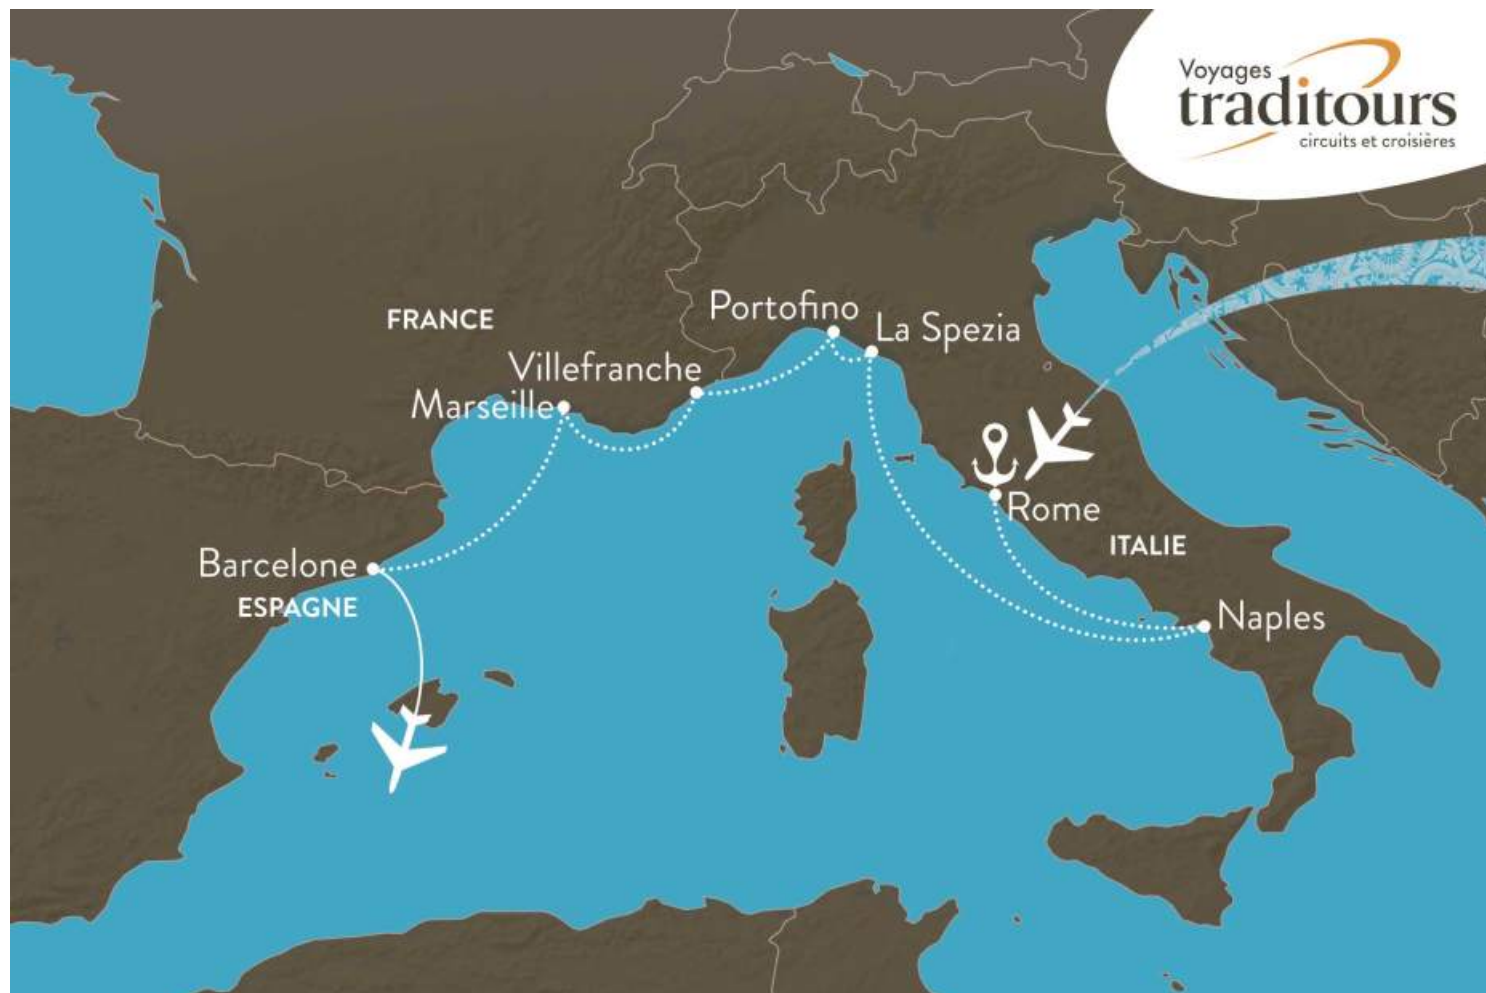 Voyages
traditours
circuits et croisières
Portofino
La Spezia
FRANCE
Villefranche
Marseille
Rome
ITALIE
Barcelone
ESPAGNE
Naples